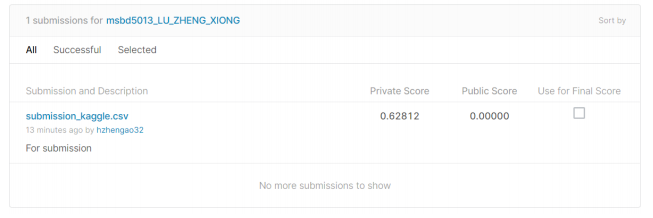 1 submissions for msbd5013_LU_ZHENG_XIONG Sort by
All Successful Selected
Submission and Description Private Score Public Score Use for Final Score
submission_kaggle.csv 0.62812 0.00000
13 minutes ago by hzhengao32
For submission
No more submissions to show